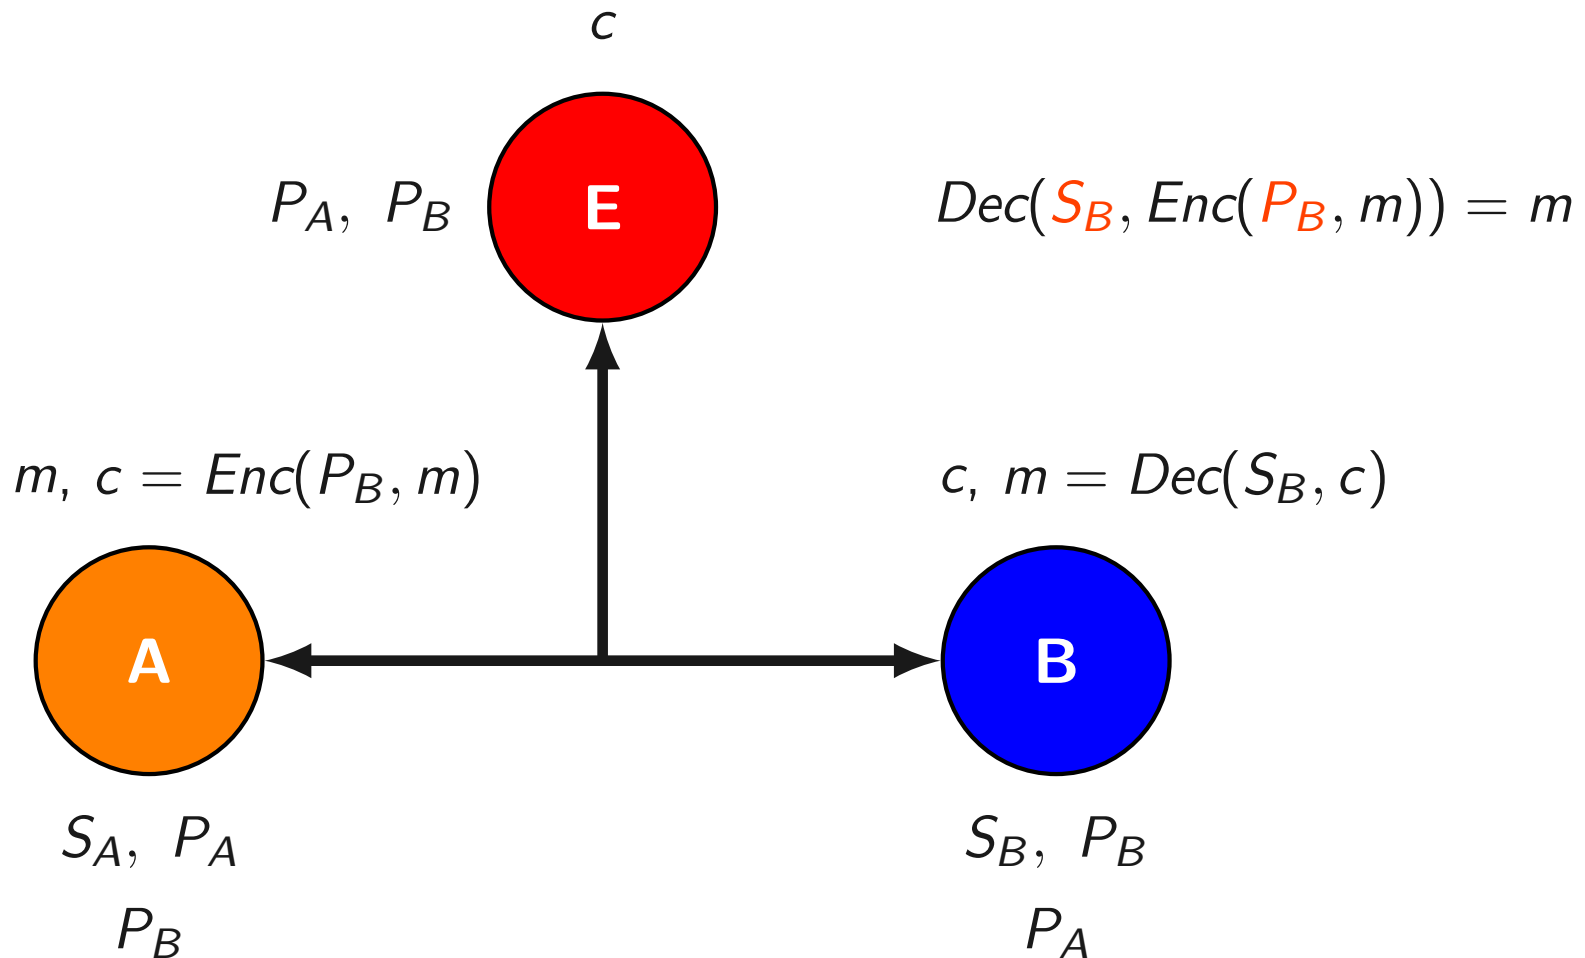 c
P_A, P_B
E
Dec(S_B, Enc(P_B, m)) = m
m, c = Enc(P_B, m)
c, m = Dec(S_B, c)
A
B
S_A, P_A
P_B
S_B, P_B
P_A